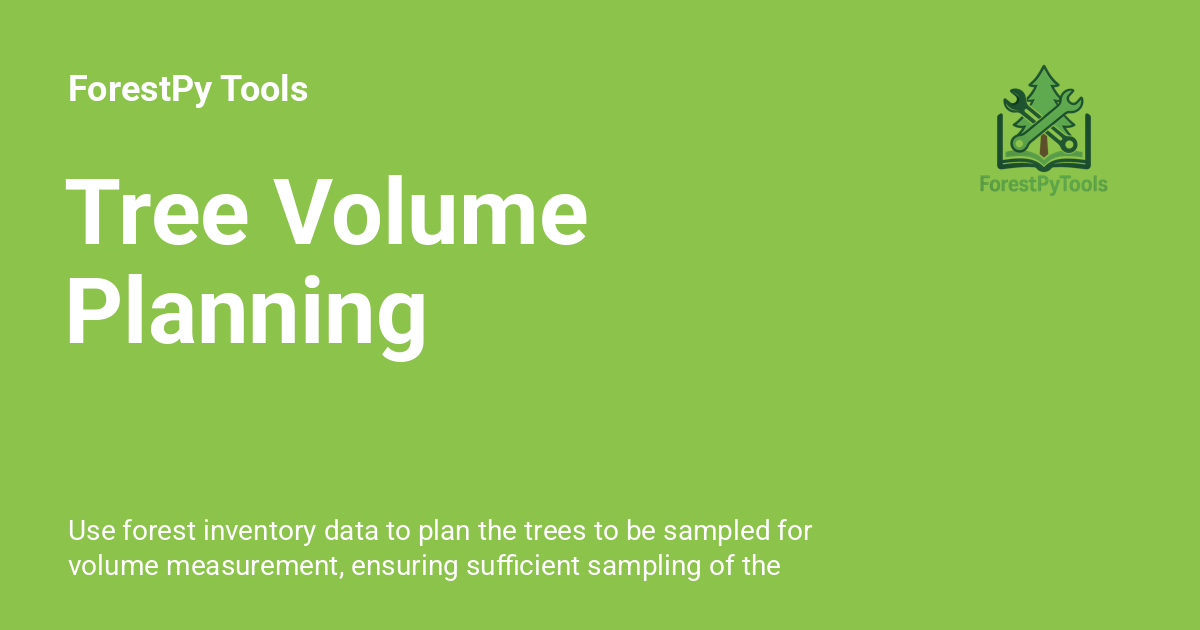 ForestPy Tools
ForestPyTools
Tree Volume
Planning
Use forest inventory data to plan the trees to be sampled for
volume measurement, ensuring sufficient sampling of the